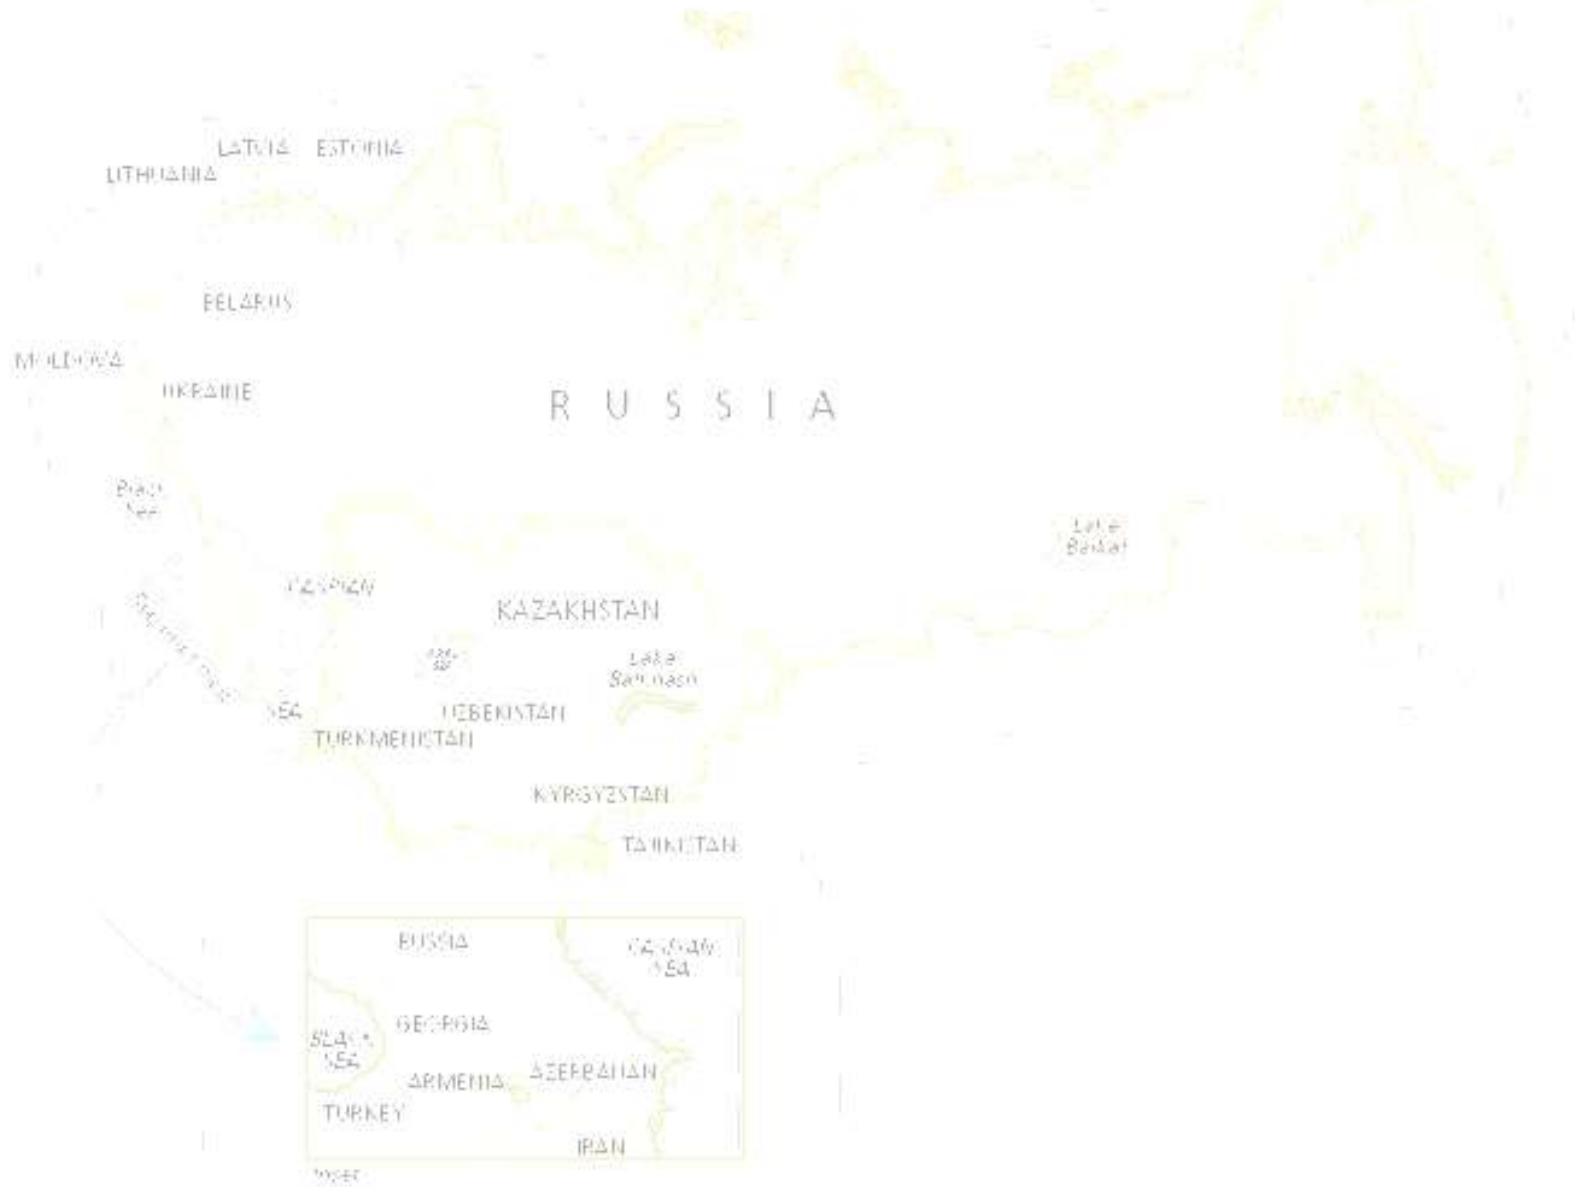 LATVIA ESTONIA
LITHUANIA
BELARUS
MOLDOVA
UKRAINE
R U S S I A
Black
Sea
Lake
Baikal
CASPIAN
KAZAKHSTAN
Lake
Balkhash
SEA
UZBEKISTAN
TURKMENISTAN
KYRGYZSTAN
TAJIKISTAN
RUSSIA
CASPIAN
SEA
GEORGIA
BLACK
SEA
AZERBAIJAN
ARMENIA
TURKEY
IRAN